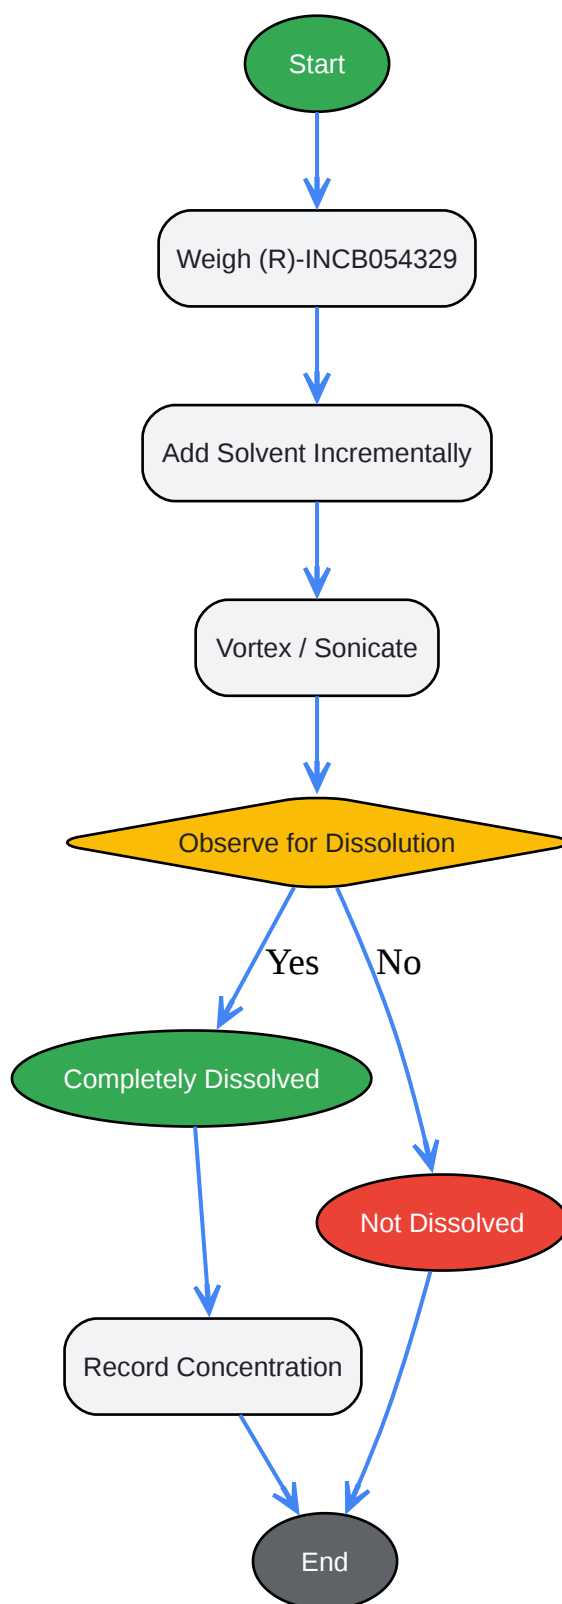 Start
Weigh (R)-INCB054329
Add Solvent Incrementally
Vortex / Sonicate
Observe for Dissolution
Yes
No
Completely Dissolved
Not Dissolved
Record Concentration
End